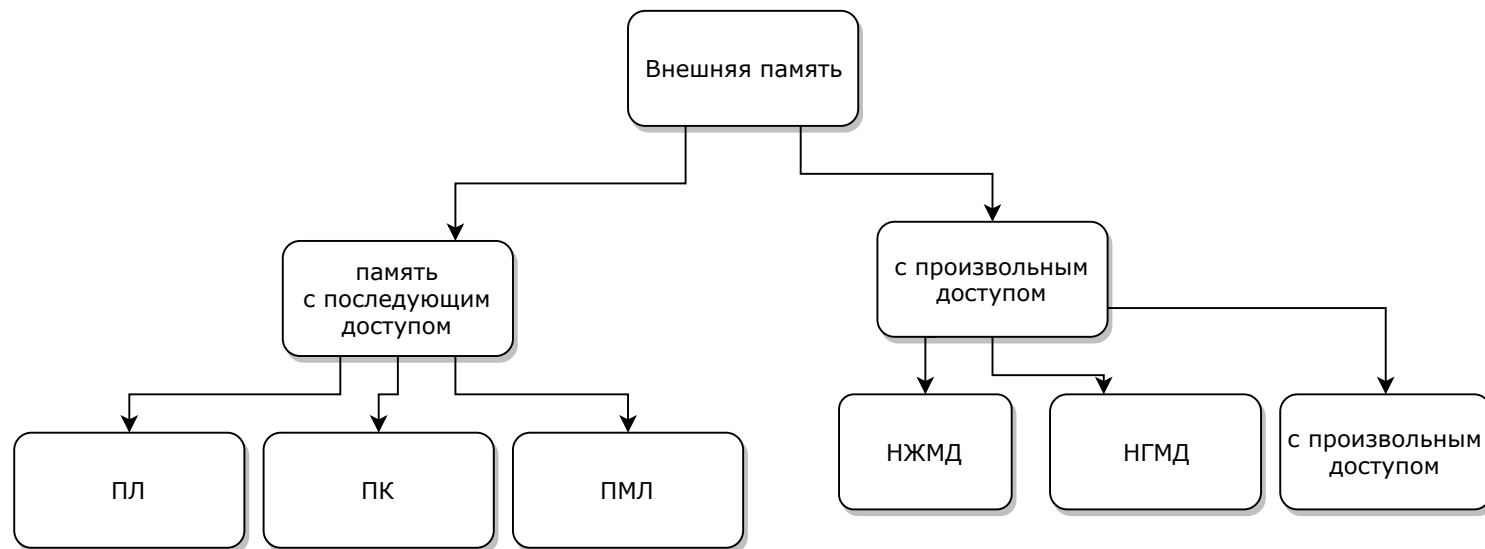 Внешняя память
память
с последующим
доступом
с произвольным
доступом
ПЛ
ПК
ПМЛ
НЖМД
НГМД
с произвольным
доступом